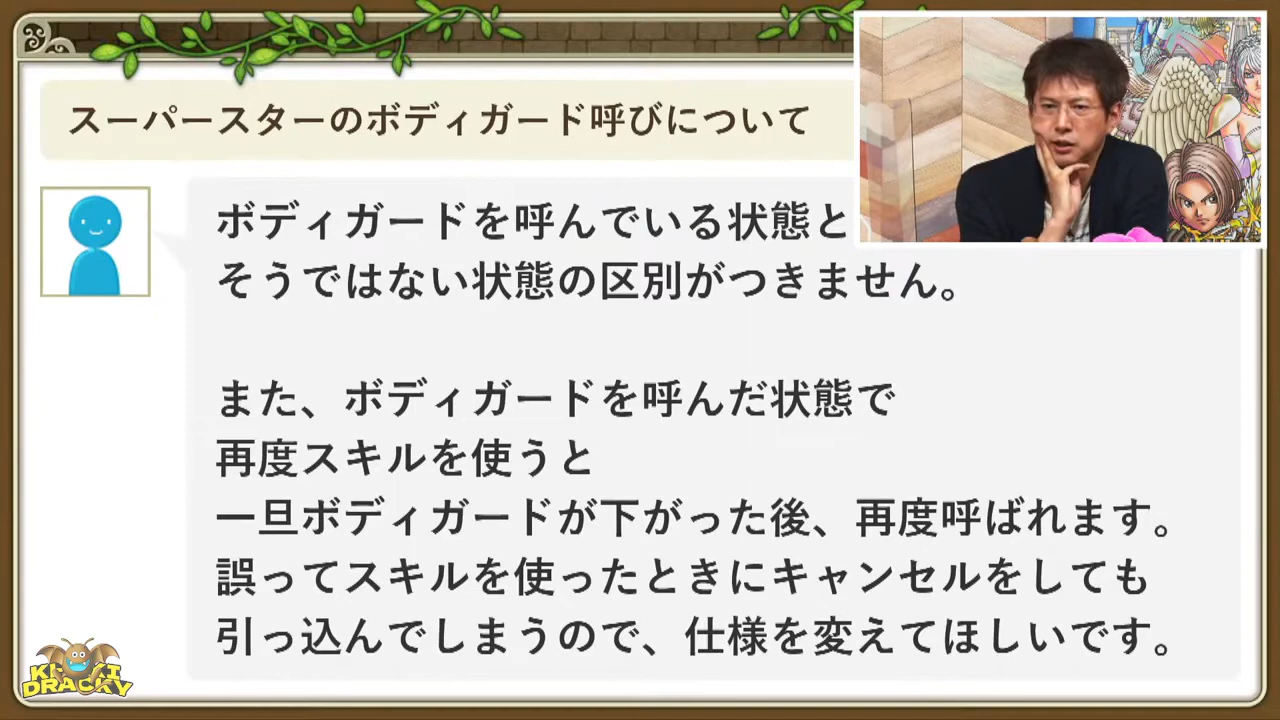 スーパースターのボディガード呼びについて
ボディガードを呼んでいる状態と
そうではない状態の区別がつきません。
また、ボディガードを呼んだ状態で
再度スキルを使うと
一旦ボディガードが下がった後、再度呼ばれます。
誤ってスキルを使ったときにキャンセルをしても
引っ込んでしまうので、仕様を変えてほしいです。
DRACKY